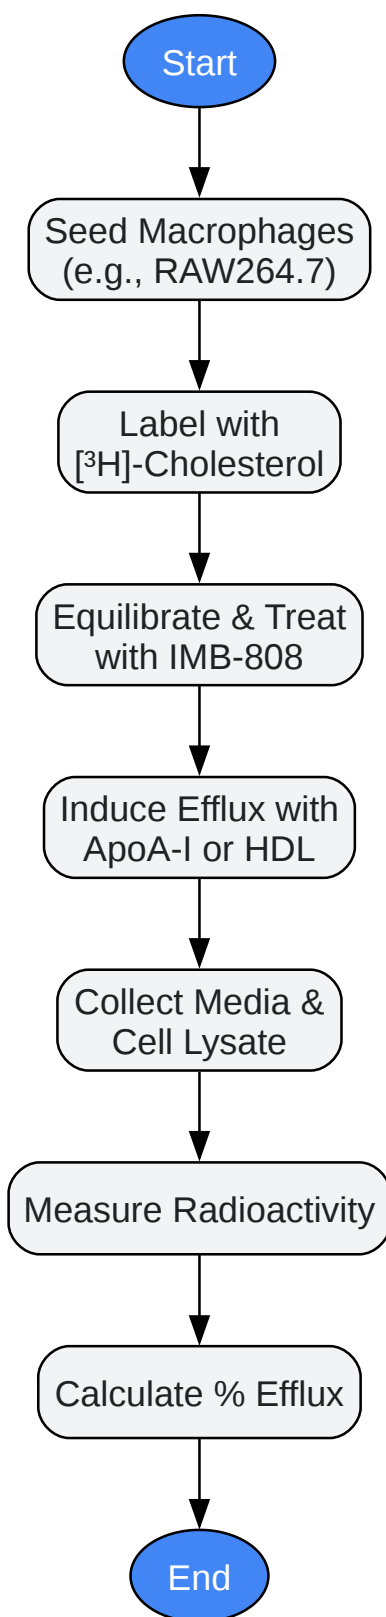 Start
Seed Macrophages
(e.g., RAW264.7)
Label with
[³H]-Cholesterol
Equilibrate & Treat
with IMB-808
Induce Efflux with
ApoA-I or HDL
Collect Media &
Cell Lysate
Measure Radioactivity
Calculate % Efflux
End